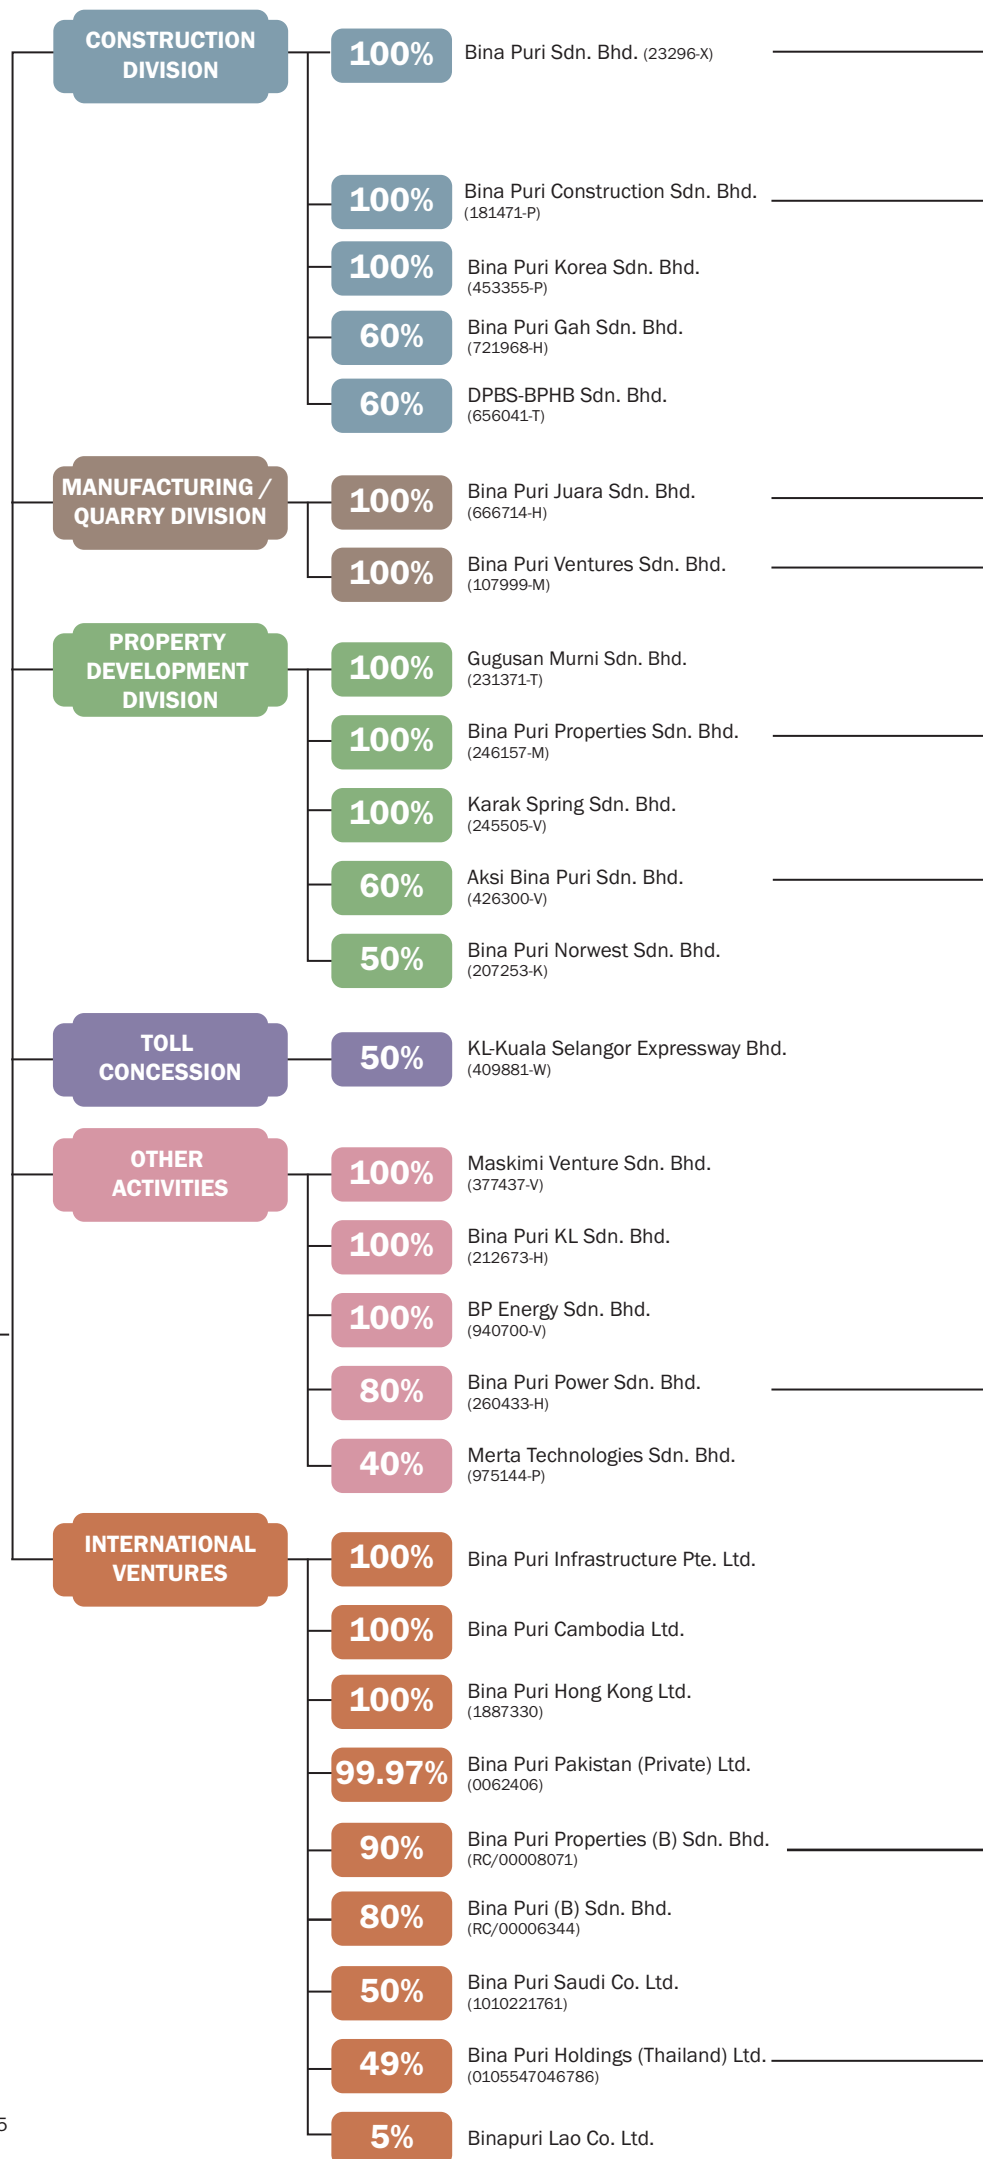 CONSTRUCTION
DIVISION
100%
Bina Puri Sdn. Bhd. (23296-X)
100%
Bina Puri Construction Sdn. Bhd.
(181471-P)
100%
Bina Puri Korea Sdn. Bhd.
(453355-P)
60%
Bina Puri Gah Sdn. Bhd.
(721968-H)
60%
DPBS-BPHB Sdn. Bhd.
(656041-T)
MANUFACTURING /
QUARRY DIVISION
100%
Bina Puri Juara Sdn. Bhd.
(666714-H)
100%
Bina Puri Ventures Sdn. Bhd.
(107999-M)
PROPERTY
DEVELOPMENT
DIVISION
100%
Gugusan Murni Sdn. Bhd.
(231371-T)
100%
Bina Puri Properties Sdn. Bhd.
(246157-M)
100%
Karak Spring Sdn. Bhd.
(245505-V)
60%
Aksi Bina Puri Sdn. Bhd.
(426300-V)
50%
Bina Puri Norwest Sdn. Bhd.
(207253-K)
TOLL
CONCESSION
50%
KL-Kuala Selangor Expressway Bhd.
(409881-W)
OTHER
ACTIVITIES
100%
Maskimi Venture Sdn. Bhd.
(377437-V)
100%
Bina Puri KL Sdn. Bhd.
(212673-H)
100%
BP Energy Sdn. Bhd.
(940700-V)
80%
Bina Puri Power Sdn. Bhd.
(260433-H)
40%
Merta Technologies Sdn. Bhd.
(975144-P)
INTERNATIONAL
VENTURES
100%
Bina Puri Infrastructure Pte. Ltd.
100%
Bina Puri Cambodia Ltd.
100%
Bina Puri Hong Kong Ltd.
(1887330)
99.97%
Bina Puri Pakistan (Private) Ltd.
(0062406)
90%
Bina Puri Properties (B) Sdn. Bhd.
(RC/00008071)
80%
Bina Puri (B) Sdn. Bhd.
(RC/00006344)
50%
Bina Puri Saudi Co. Ltd.
(1010221761)
49%
Bina Puri Holdings (Thailand) Ltd.
(0105547046786)
5%
Binapuri Lao Co. Ltd.
5